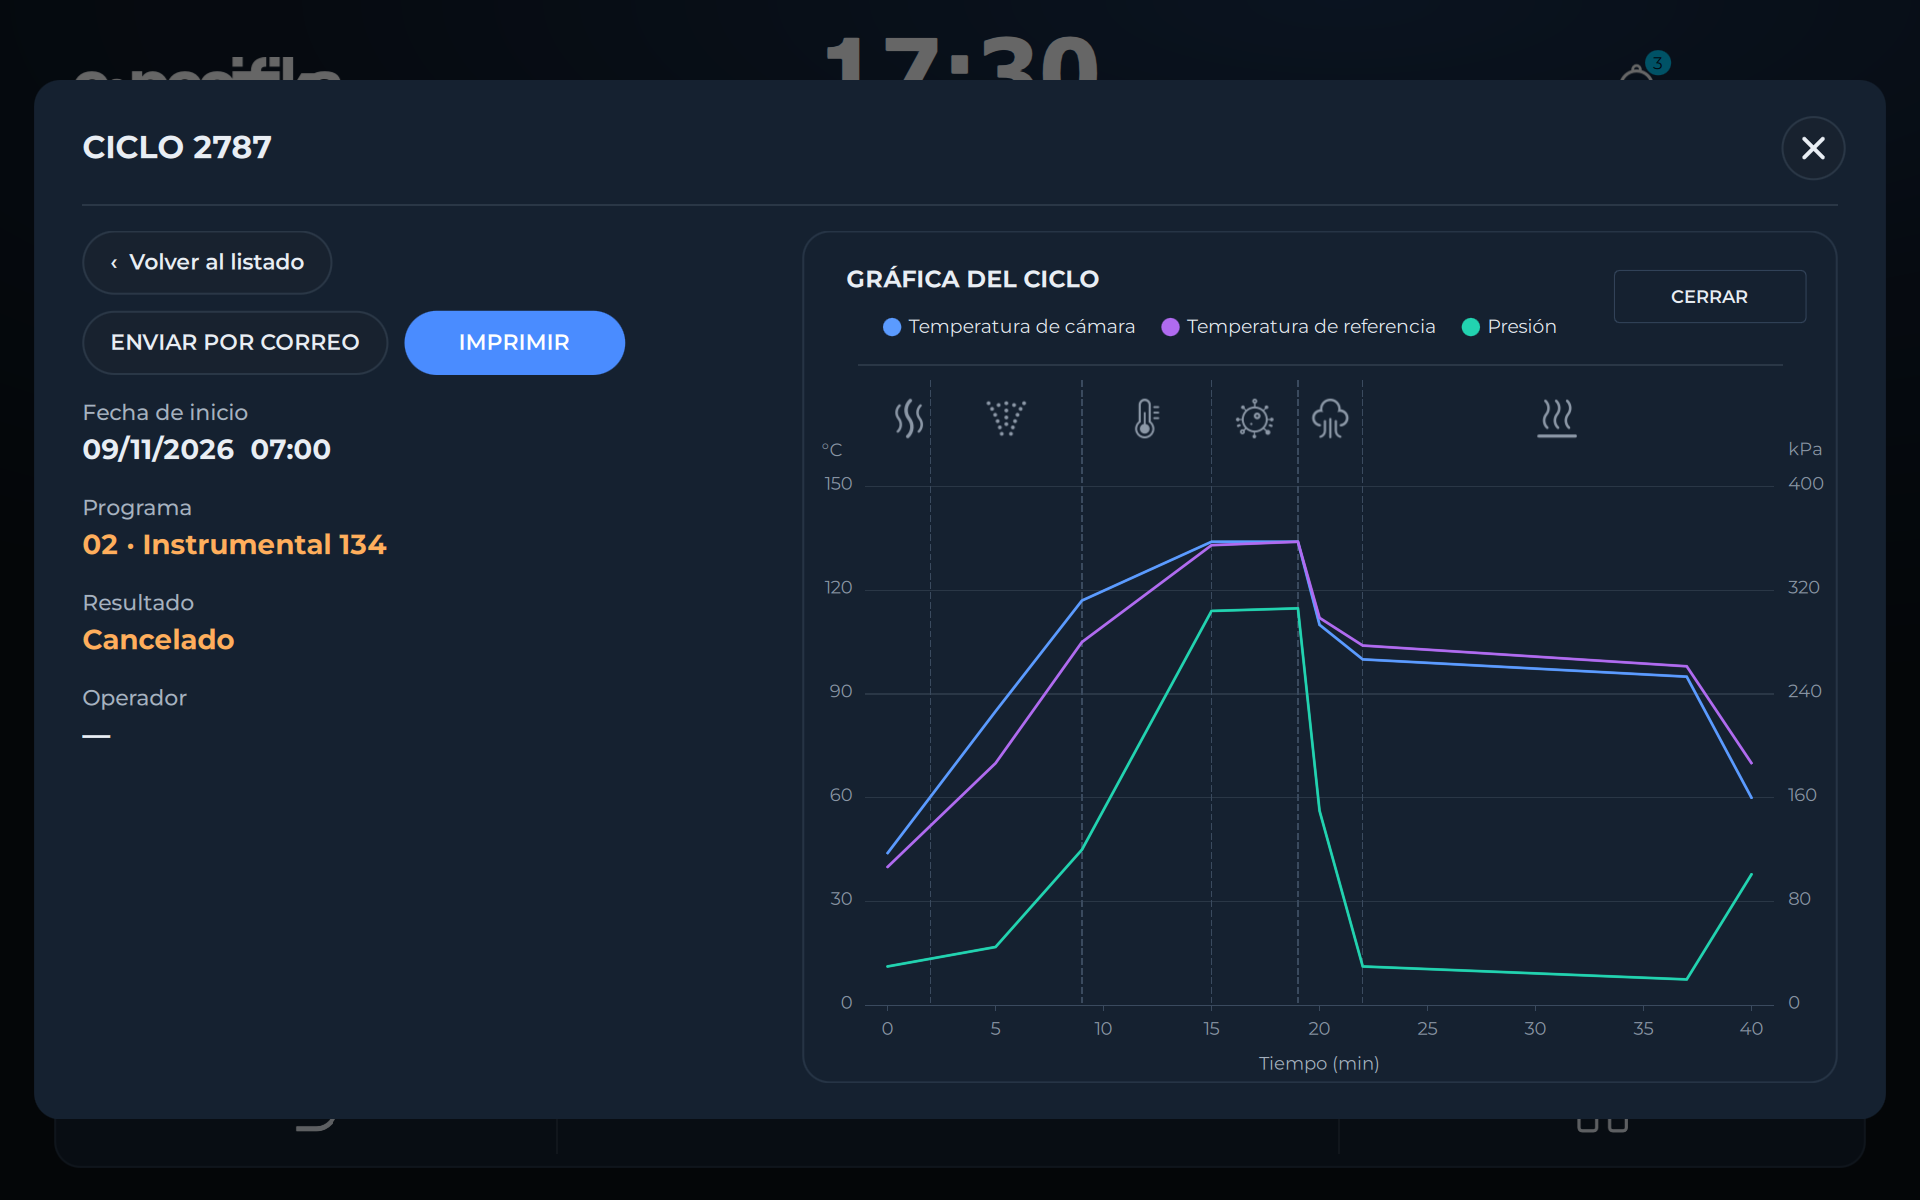 17:30
3
CICLO 2787
‹ Volver al listado
ENVIAR POR CORREO
IMPRIMIR
Fecha de inicio
09/11/2026 07:00
Programa
02 · Instrumental 134
Resultado
Cancelado
Operador
—
GRÁFICA DEL CICLO
CERRAR
Temperatura de cámara
Temperatura de referencia
Presión
°C
kPa
150
400
120
320
90
240
60
160
30
80
0
0
0 5 10 15 20 25 30 35 40
Tiempo (min)